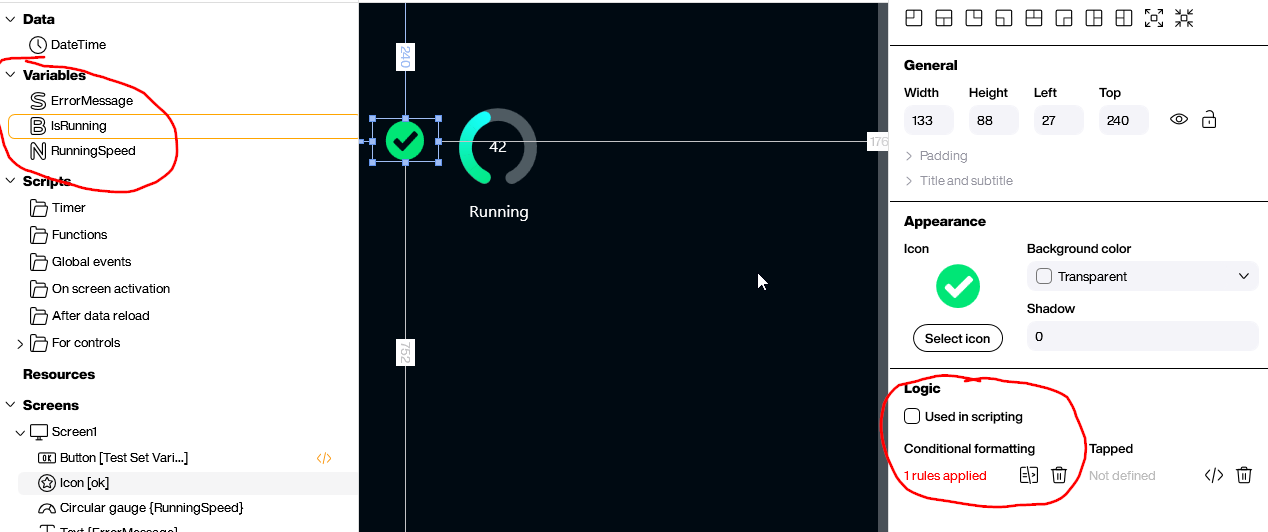 Data
DateTime
Variables
ErrorMessage
IsRunning
RunningSpeed
Scripts
Timer
Functions
Global events
On screen activation
After data reload
For controls
Resources
Screens
Screen1
Button [Test Set Vari...]
Icon [ok]
Circular gauge {RunningSpeed}
Text [ErrorMessage]
240
42
Running
176
752
General
Width Height Left Top
133 88 27 240
Padding
Title and subtitle
Appearance
Icon Background color
Transparent
Shadow
Select icon 0
Logic
Used in scripting
Conditional formatting Tapped
1 rules applied Not defined